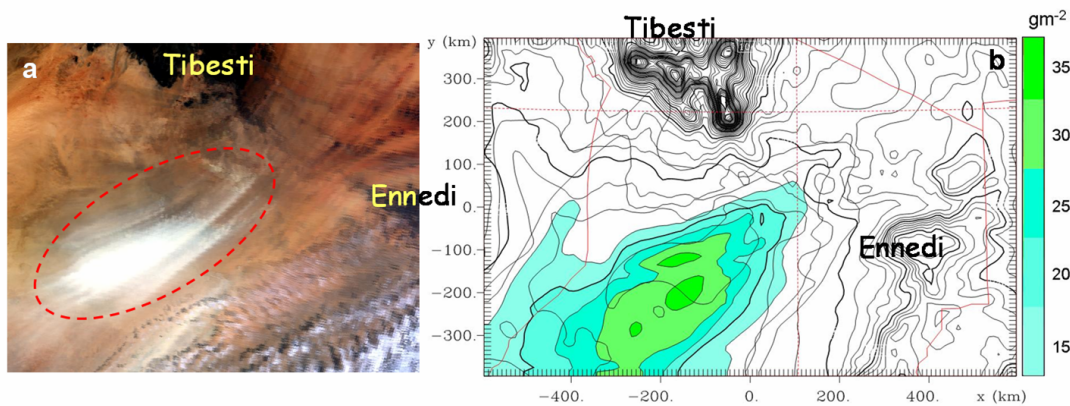 a
Tibesti
Ennedi
Tibesti
gm-2
y (km)
b
300.
200.
100.
0.
-100.
-200.
-300.
Ennedi
-400.
-200.
0.
200.
400.
x (km)
35
30
25
20
15